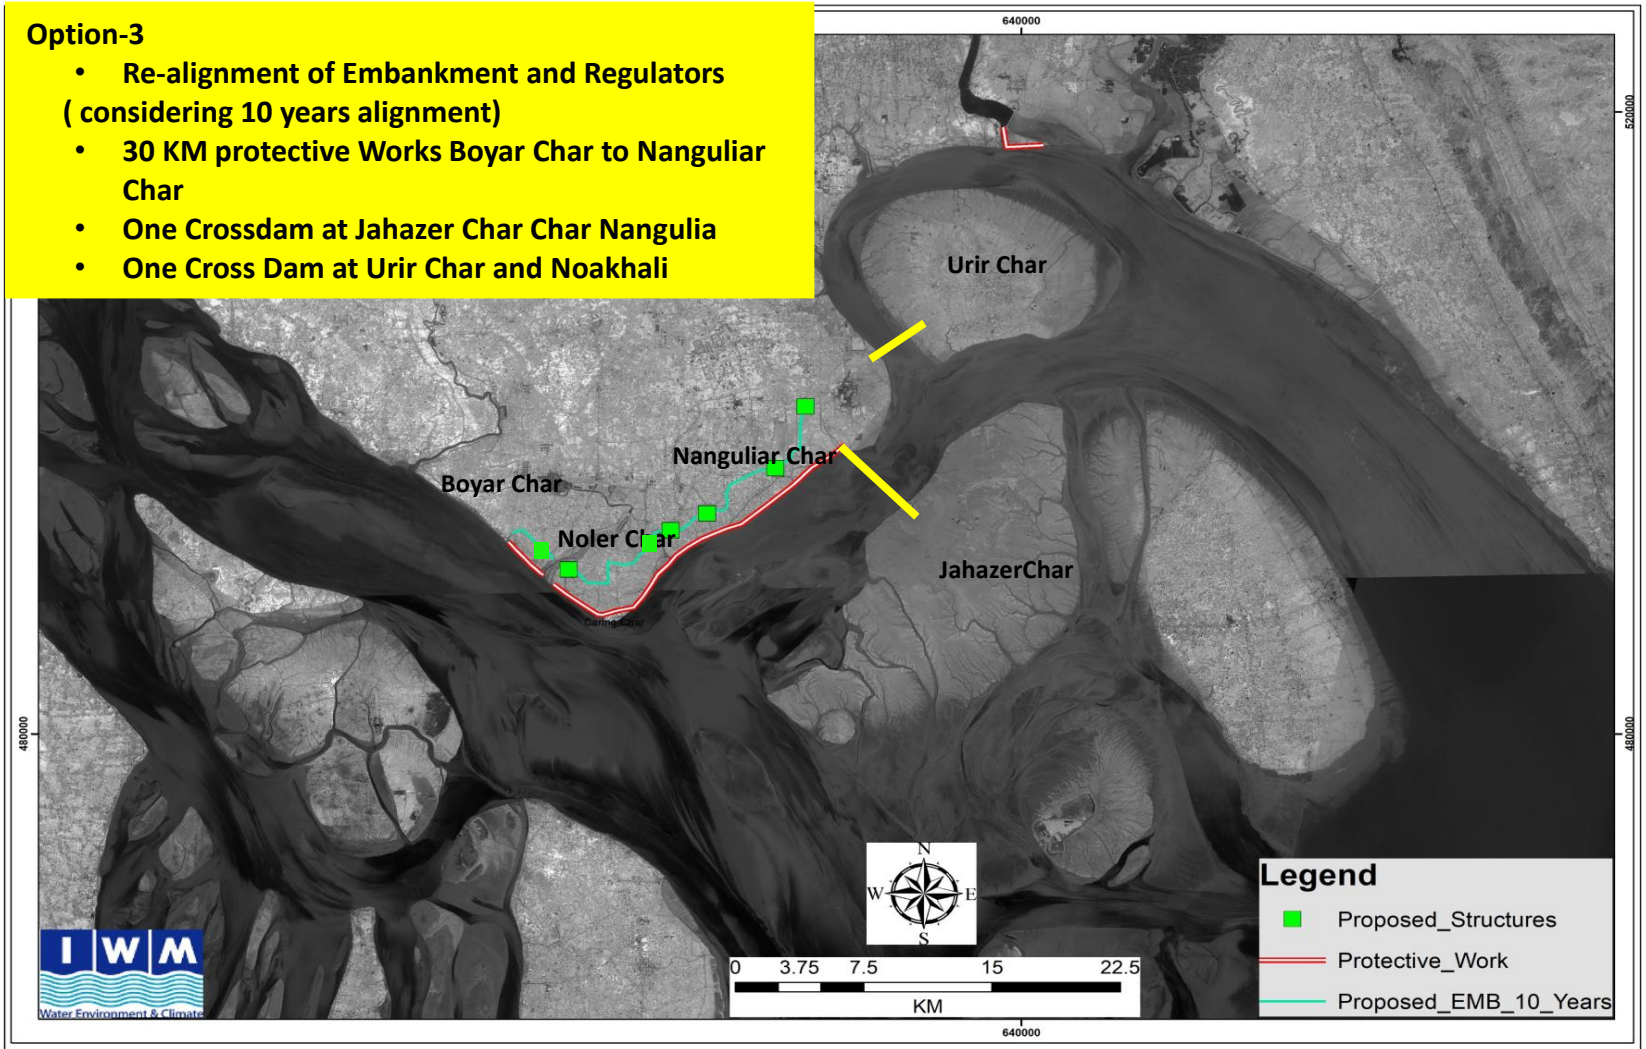 Option-3
• Re-alignment of Embankment and Regulators
( considering 10 years alignment)
• 30 KM protective Works Boyar Char to Nanguliar
Char
• One Crossdam at Jahazer Char Char Nangulia
• One Cross Dam at Urir Char and Noakhali
640000
520000
520000
Urir Char
Nanguliar Char
Boyar Char
Noler Char
JahazerChar
Caring Char
480000
480000
N
W E
S
0 3.75 7.5 15 22.5
KM
Legend
Proposed_Structures
Protective_Work
Proposed_EMB_10_Years
IWM
Water Environment & Climate
640000